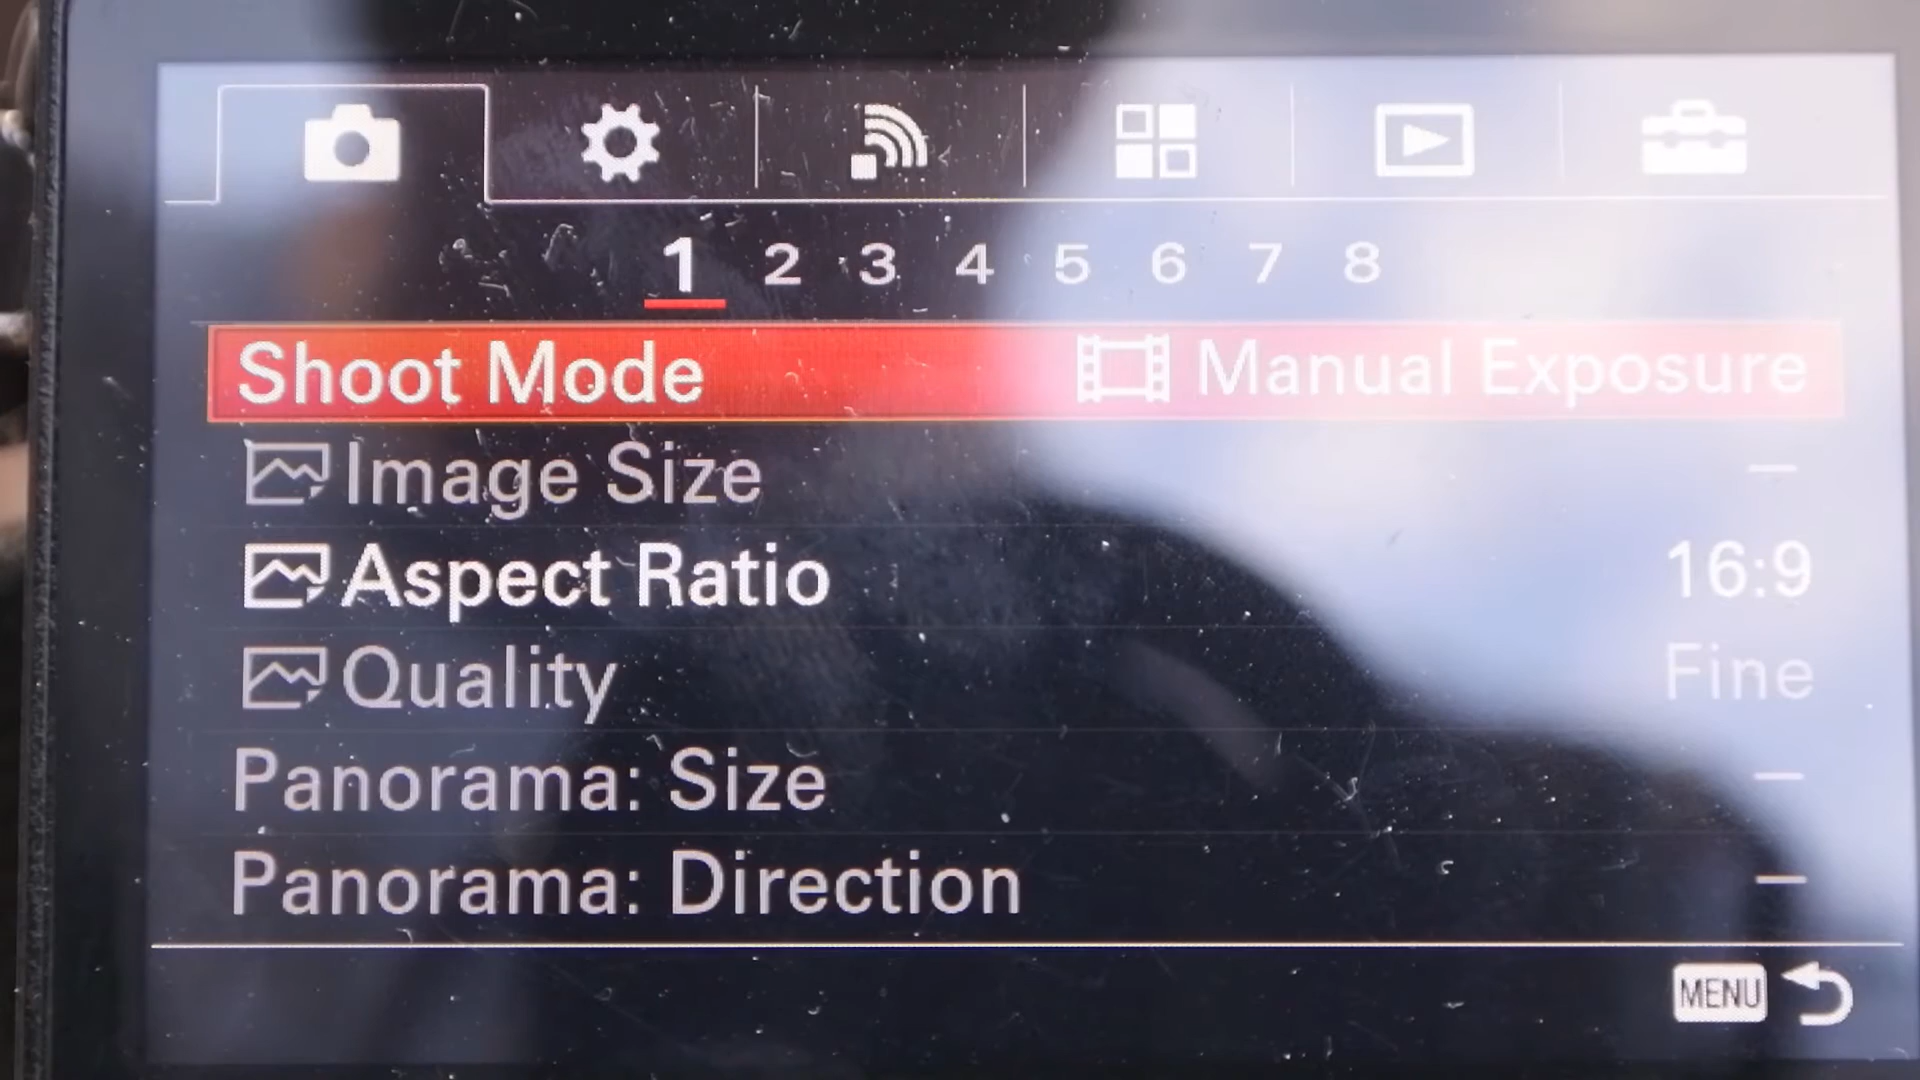 1 2 3 4 5 6 7 8
Shoot Mode Manual Exposure
Image Size –
Aspect Ratio 16:9
Quality Fine
Panorama: Size –
Panorama: Direction –
MENU